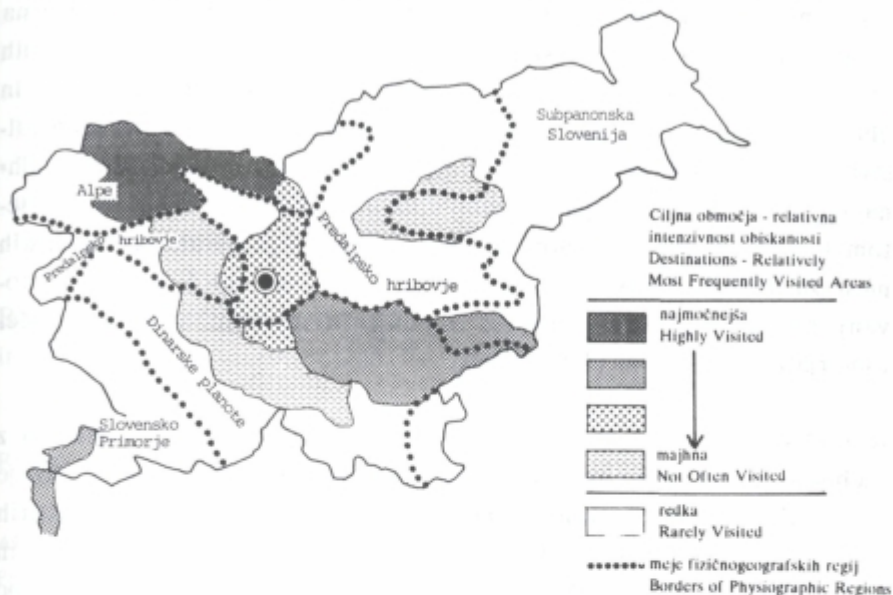 Subpanonska
Slovenija
Alpe
Predalpsko
hribovje
Predalpsko
hribovje
Dinarske planote
Slovensko
Primorje
Ciljna območja - relativna
intenzivnost obiskanosti
Destinations - Relatively
Most Frequently Visited Areas
najmočnejša
Highly Visited
majhna
Not Often Visited
redka
Rarely Visited
meje fizičnogeografskih regij
Borders of Physiographic Regions